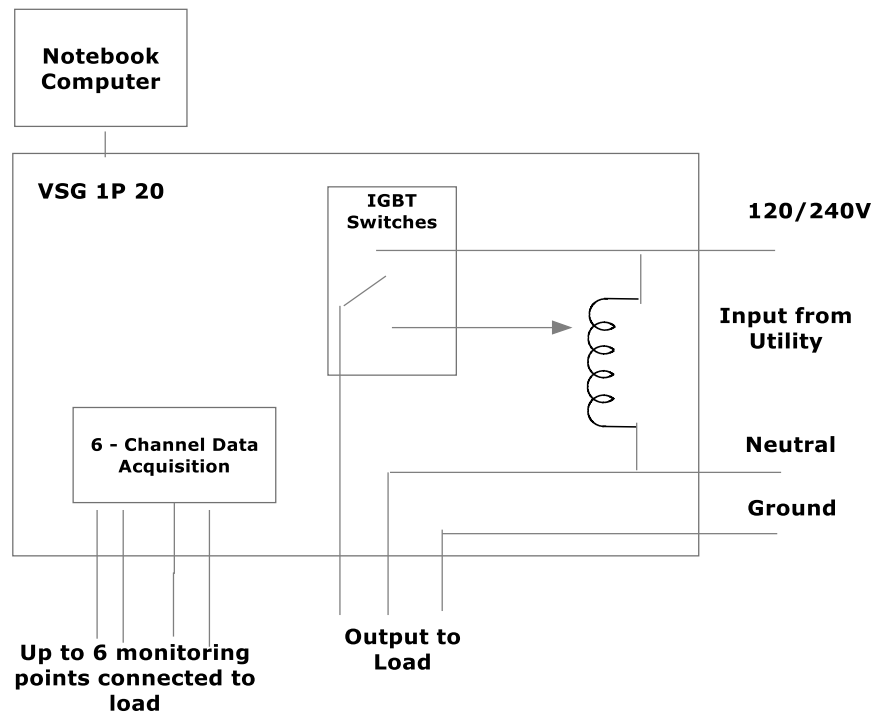 Notebook
Computer
VSG 1P 20
IGBT
Switches
120/240V
Input from
Utility
6 - Channel Data
Acquisition
Neutral
Ground
Output to
Load
Up to 6 monitoring
points connected to
load